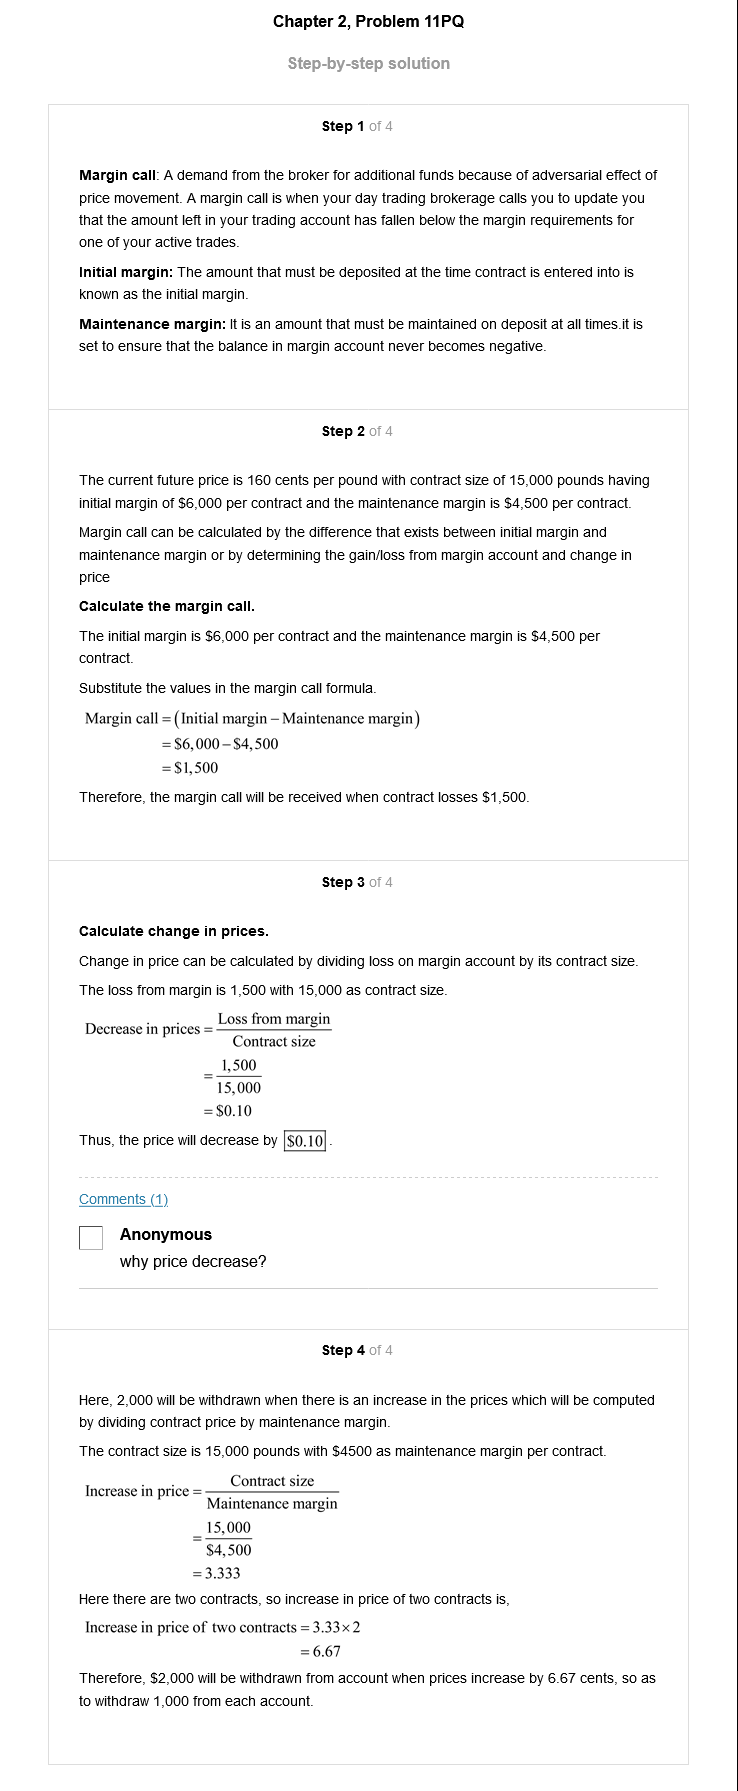 Chapter 2, Problem 11PQ
Step-by-step solution
Step 1 of 4
Margin call: A demand from the broker for additional funds because of adversarial effect of
price movement. A margin call is when your day trading brokerage calls you to update you
that the amount left in your trading account has fallen below the margin requirements for
one of your active trades.
Initial margin: The amount that must be deposited at the time contract is entered into is
known as the initial margin.
Maintenance margin: It is an amount that must be maintained on deposit at all times.it is
set to ensure that the balance in margin account never becomes negative.
Step 2 of 4
The current future price is 160 cents per pound with contract size of 15,000 pounds having
initial margin of $6,000 per contract and the maintenance margin is $4,500 per contract.
Margin call can be calculated by the difference that exists between initial margin and
maintenance margin or by determining the gain/loss from margin account and change in
price
Calculate the margin call.
The initial margin is $6,000 per contract and the maintenance margin is $4,500 per
contract.
Substitute the values in the margin call formula.
Margin call = (Initial margin − Maintenance margin)
= $6,000 − $4,500
= $1,500
Therefore, the margin call will be received when contract losses $1,500.
Step 3 of 4
Calculate change in prices.
Change in price can be calculated by dividing loss on margin account by its contract size.
The loss from margin is 1,500 with 15,000 as contract size.
Decrease in prices = Loss from margin
Contract size
= 1,500
15,000
= $0.10
Thus, the price will decrease by $0.10 .
Comments (1)
Anonymous
why price decrease?
Step 4 of 4
Here, 2,000 will be withdrawn when there is an increase in the prices which will be computed
by dividing contract price by maintenance margin.
The contract size is 15,000 pounds with $4500 as maintenance margin per contract.
Increase in price = Contract size
Maintenance margin
= 15,000
$4,500
= 3.333
Here there are two contracts, so increase in price of two contracts is,
Increase in price of two contracts = 3.33 × 2
= 6.67
Therefore, $2,000 will be withdrawn from account when prices increase by 6.67 cents, so as
to withdraw 1,000 from each account.